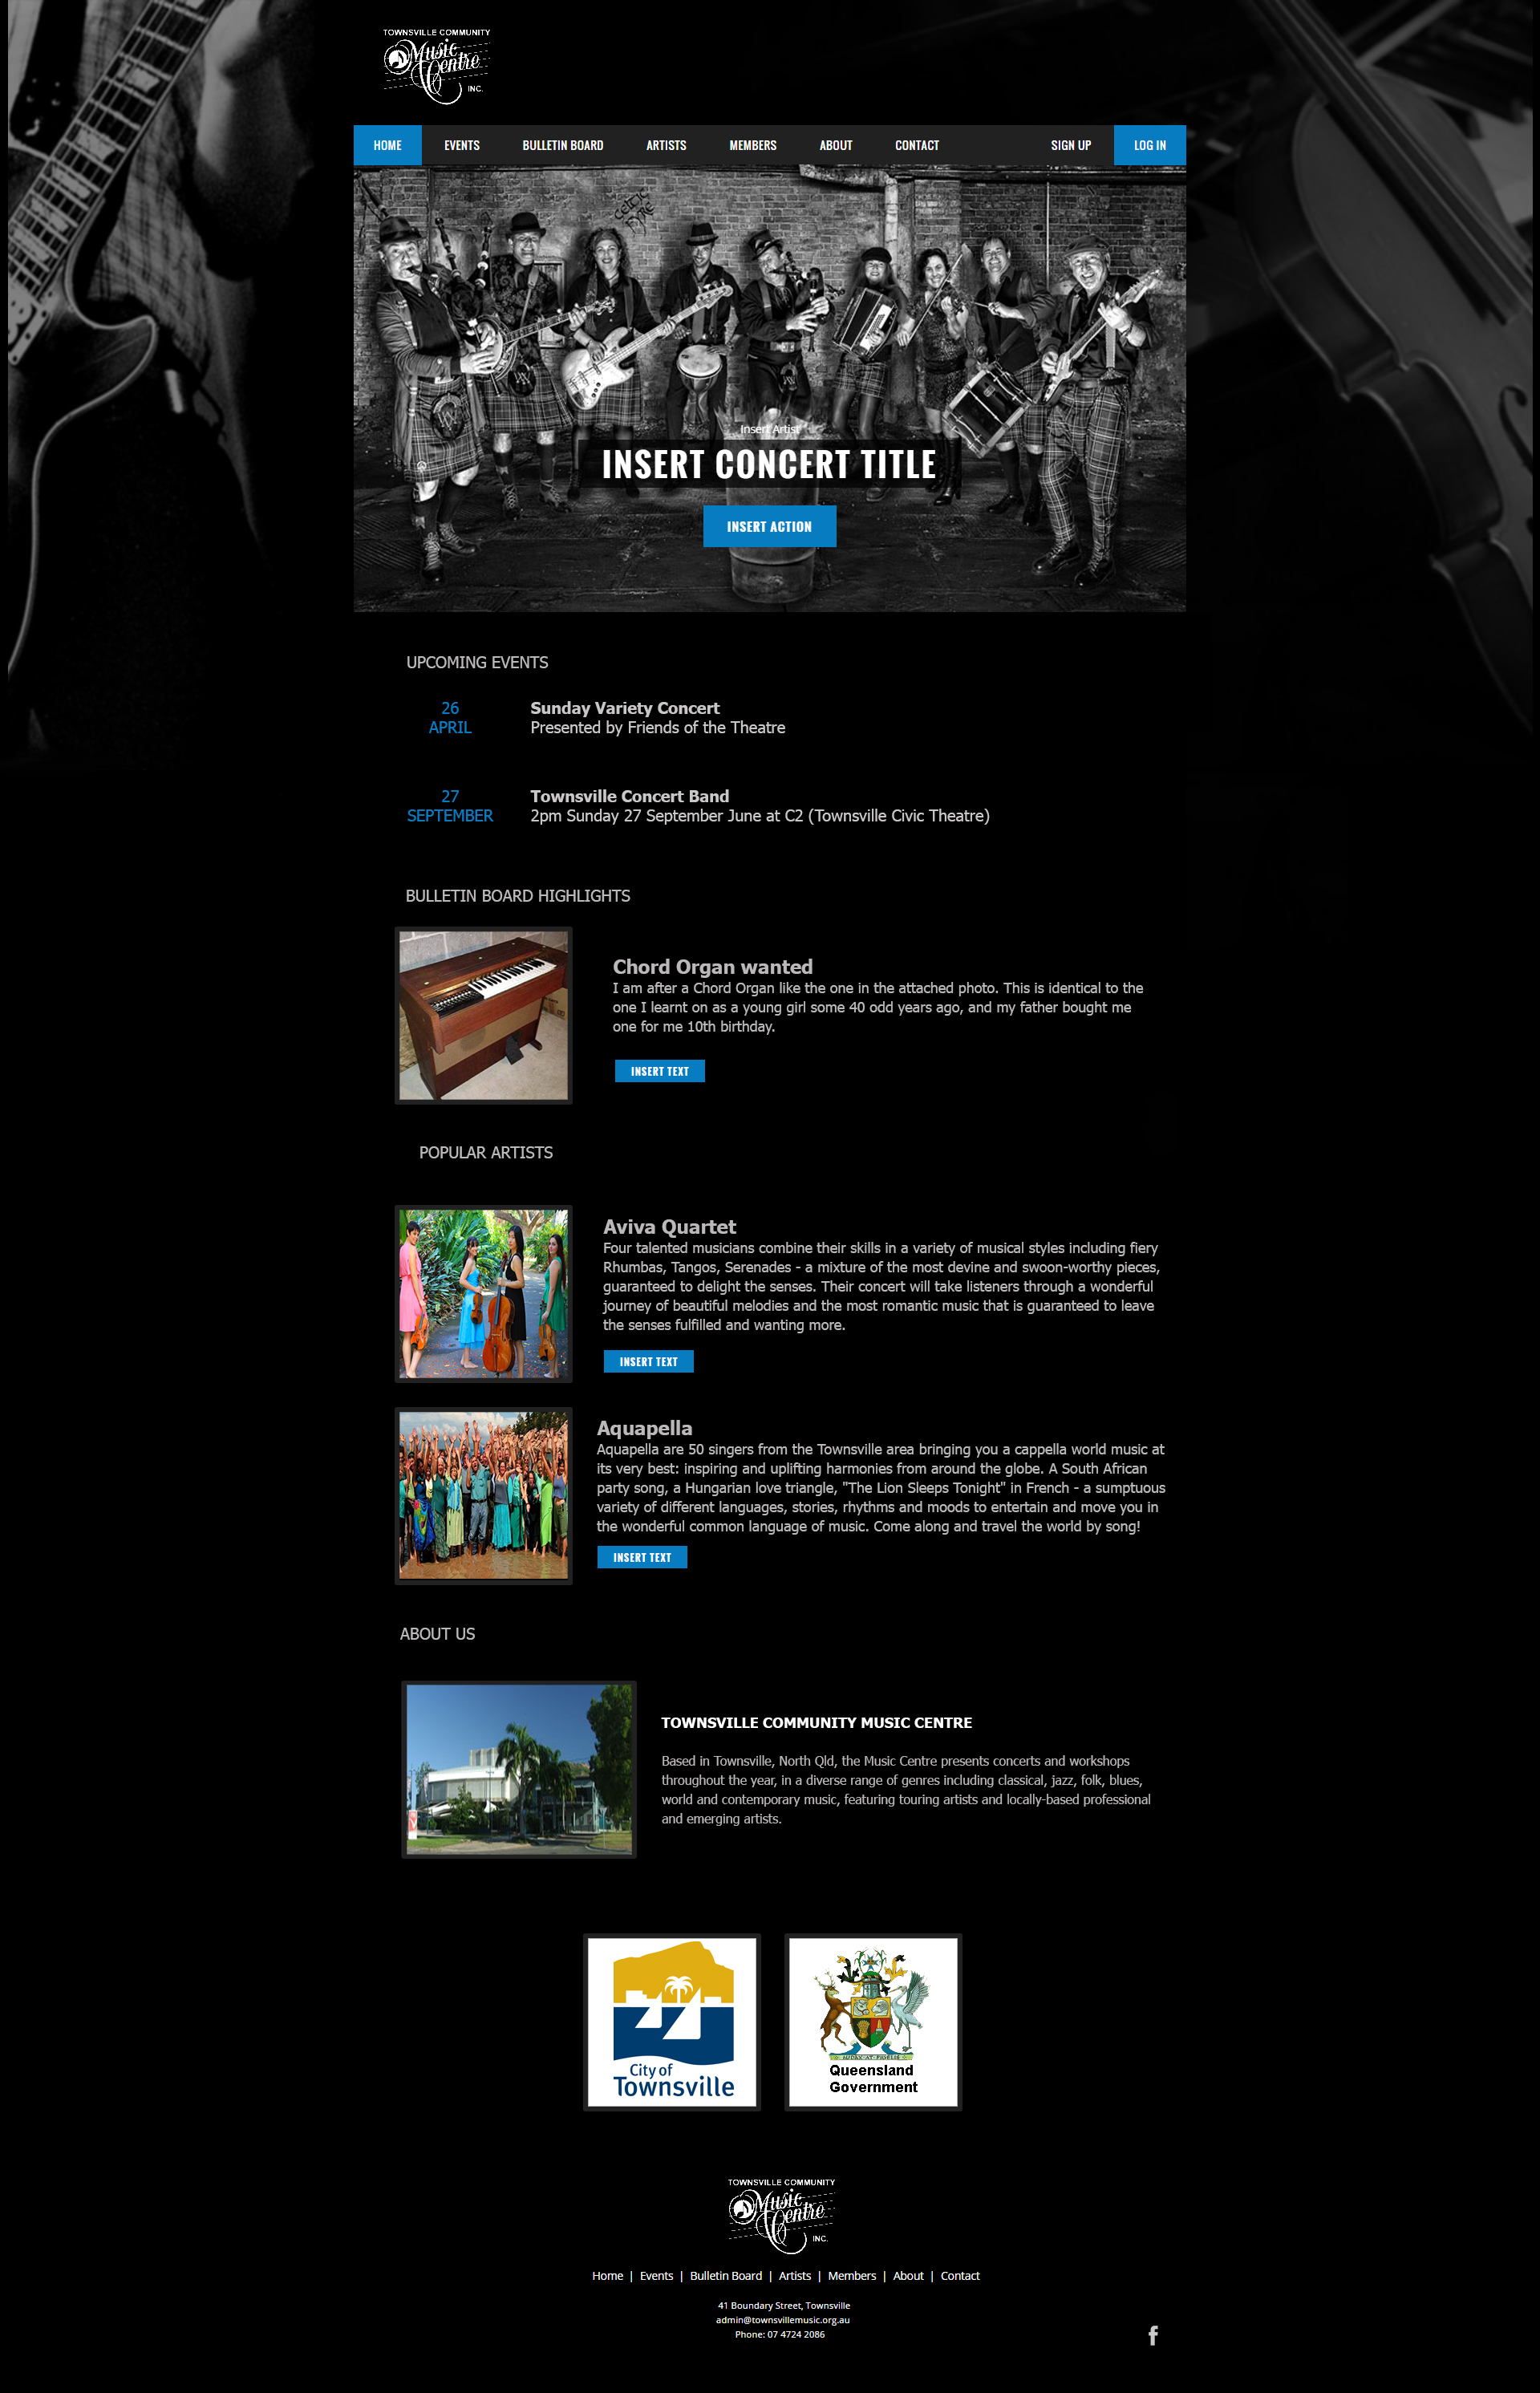 TOWNSVILLE COMMUNITY
Music
Centre
INC.
HOME EVENTS BULLETIN BOARD ARTISTS MEMBERS ABOUT CONTACT SIGN UP LOG IN
CELTIC
Insert Artist
INSERT CONCERT TITLE
INSERT ACTION
UPCOMING EVENTS
26
APRIL
Sunday Variety Concert
Presented by Friends of the Theatre
27
SEPTEMBER
Townsville Concert Band
2pm Sunday 27 September June at C2 (Townsville Civic Theatre)
BULLETIN BOARD HIGHLIGHTS
Chord Organ wanted
I am after a Chord Organ like the one in the attached photo. This is identical to the
one I learnt on as a young girl some 40 odd years ago, and my father bought me
one for me 10th birthday.
INSERT TEXT
POPULAR ARTISTS
Aviva Quartet
Four talented musicians combine their skills in a variety of musical styles including fiery
Rhumbas, Tangos, Serenades - a mixture of the most devine and swoon-worthy pieces,
guaranteed to delight the senses. Their concert will take listeners through a wonderful
journey of beautiful melodies and the most romantic music that is guaranteed to leave
the senses fulfilled and wanting more.
INSERT TEXT
Aquapella
Aquapella are 50 singers from the Townsville area bringing you a cappella world music at
its very best: inspiring and uplifting harmonies from around the globe. A South African
party song, a Hungarian love triangle, "The Lion Sleeps Tonight" in French - a sumptuous
variety of different languages, stories, rhythms and moods to entertain and move you in
the wonderful common language of music. Come along and travel the world by song!
INSERT TEXT
ABOUT US
TOWNSVILLE COMMUNITY MUSIC CENTRE
Based in Townsville, North Qld, the Music Centre presents concerts and workshops
throughout the year, in a diverse range of genres including classical, jazz, folk, blues,
world and contemporary music, featuring touring artists and locally-based professional
and emerging artists.
City of
Townsville
AUDAX AT FIDELIS
Queensland
Government
TOWNSVILLE COMMUNITY
Music
Centre
INC.
Home | Events | Bulletin Board | Artists | Members | About | Contact
41 Boundary Street, Townsville
admin@townsvillemusic.org.au
Phone: 07 4724 2086
f